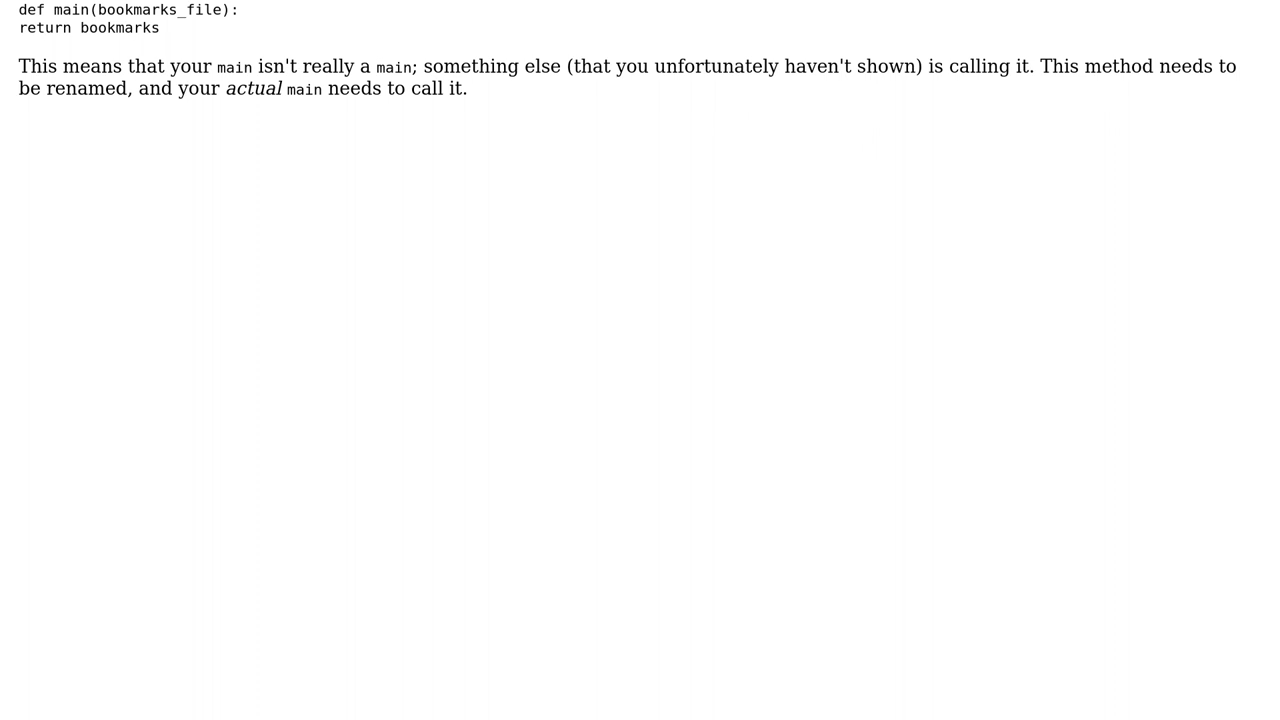 def main(bookmarks_file):
return bookmarks
This means that your main isn't really a main; something else (that you unfortunately haven't shown) is calling it. This method needs to
be renamed, and your actual main needs to call it.